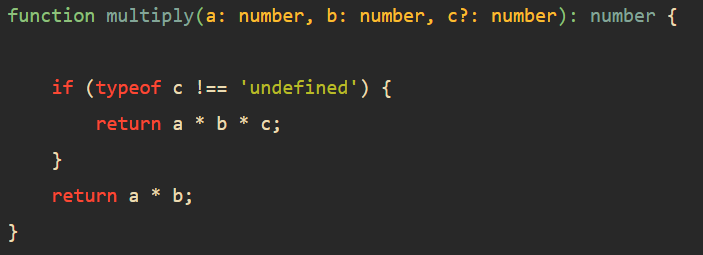 function multiply(a: number, b: number, c?: number): number {
    if (typeof c !== 'undefined') {
        return a * b * c;
    }
    return a * b;
}